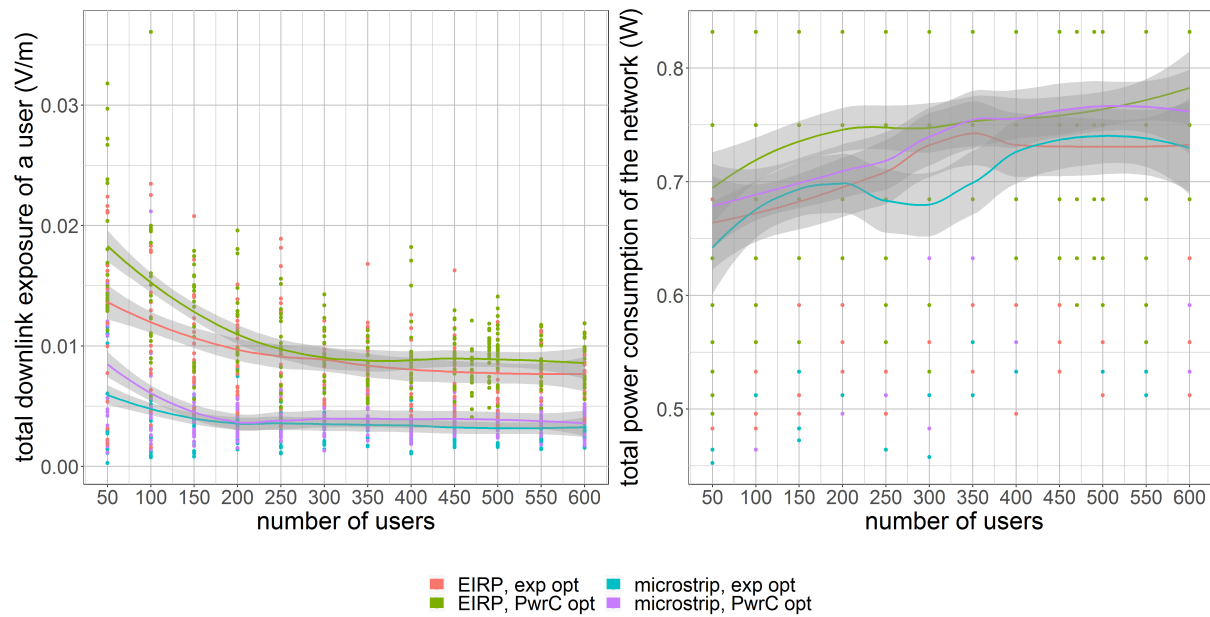 total downlink exposure of a user (V/m)
0.03
0.02
0.01
0.00
50 100 150 200 250 300 350 400 450 500 550 600
number of users
total power consumption of the network (W)
0.8
0.7
0.6
0.5
50 100 150 200 250 300 350 400 450 500 550 600
number of users
EIRP, exp opt
EIRP, PwrC opt
microstrip, exp opt
microstrip, PwrC opt